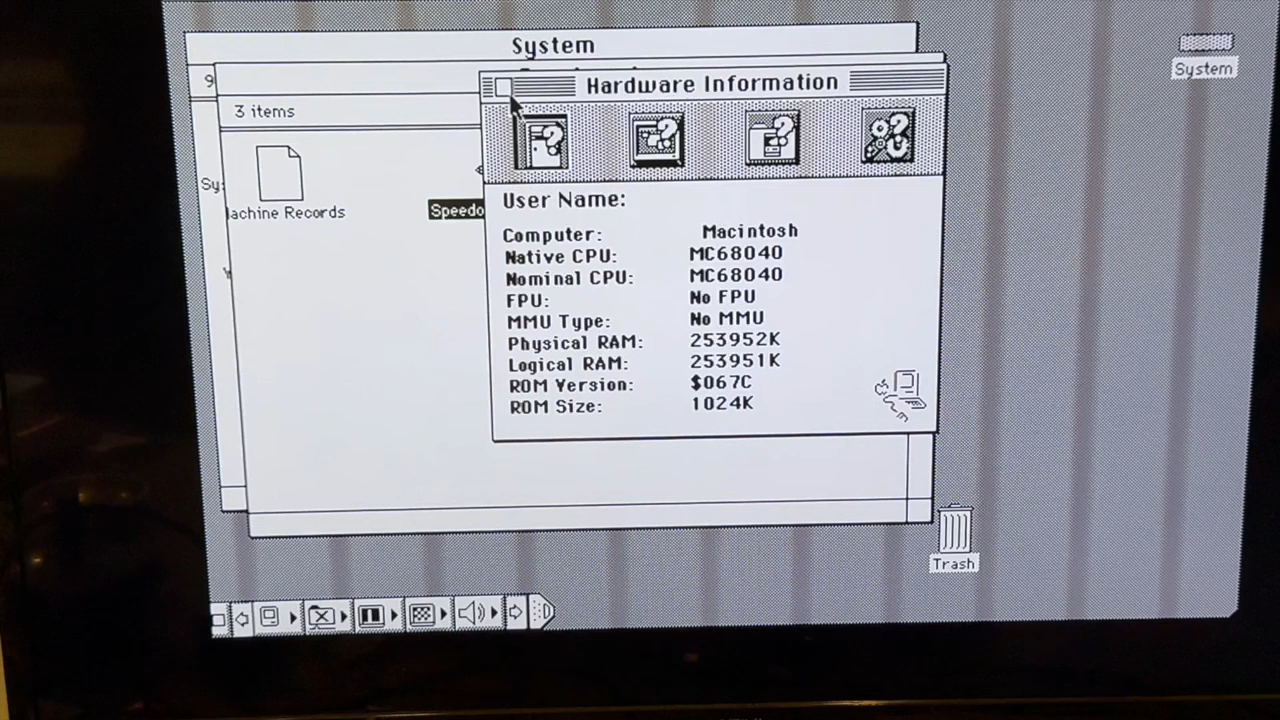 System
System
Hardware Information
9
3 items
Sy
achine Records
Speedo
User Name:
Computer: Macintosh
Native CPU: MC68040
Nominal CPU: MC68040
FPU: No FPU
MMU Type: No MMU
Physical RAM: 253952K
Logical RAM: 253951K
ROM Version: $067C
ROM Size: 1024K
Trash